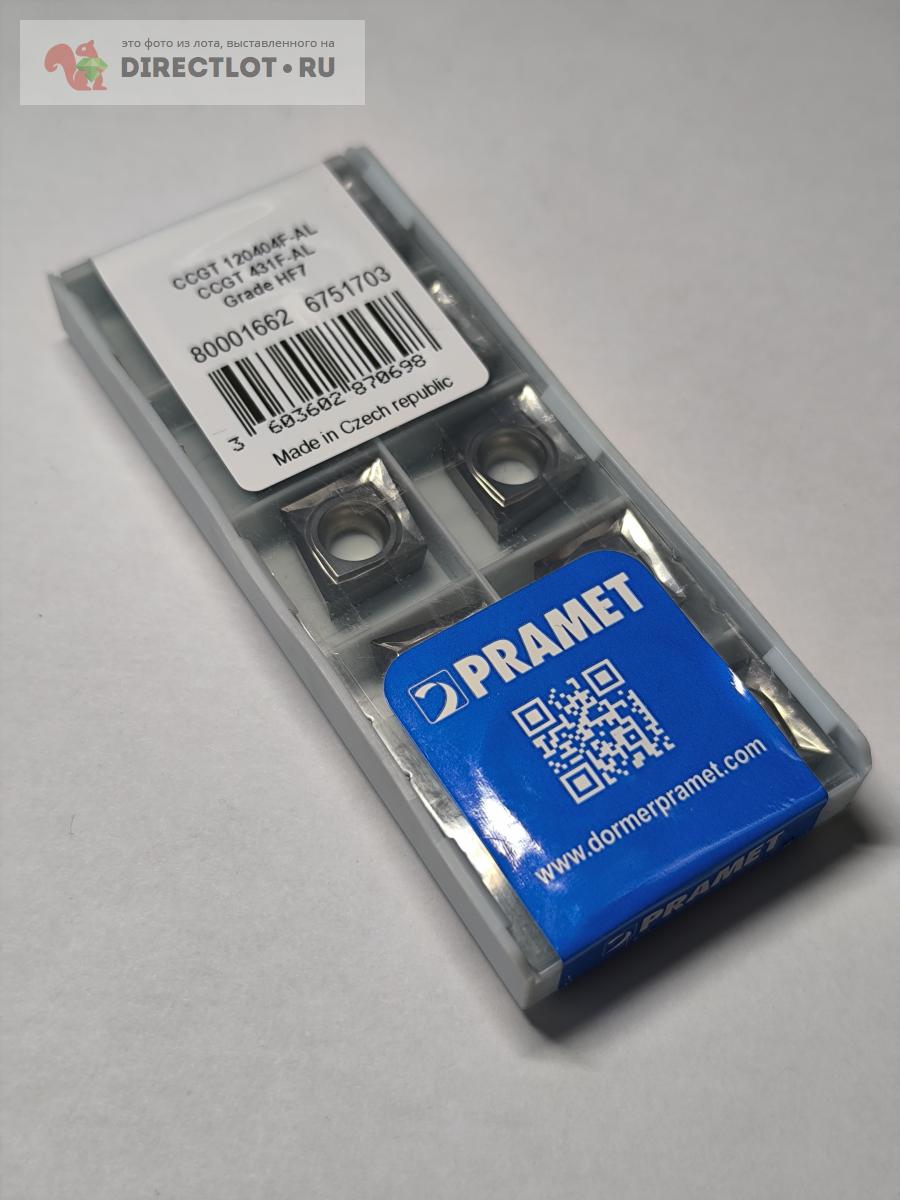 это фото из лота, выставленного на
DIRECTLOT•RU
CCGT 120404F-AL
CCGT 431F-AL
Grade HF7
80001662 6751703
3 603602 870698
Made in Czech republic
PRAMET
www.dormerpramet.com
PRAMET